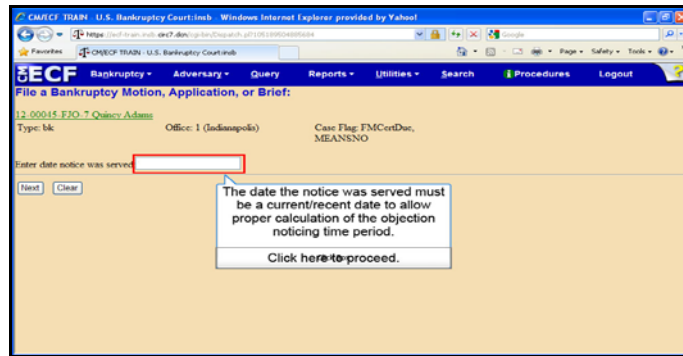 CM/ECF TRAIN - U.S. Bankruptcy Court:insb - Windows Internet Explorer provided by Yahoo!
Google
Favorites CM/ECF TRAIN - U.S. Bankruptcy Court:insb Page Safety Tools
ECF Bankruptcy Adversary Query Reports Utilities Search Procedures Logout ?
File a Bankruptcy Motion, Application, or Brief:
12-00045-FJO-7 Quincy Adams
Type: bk Office: 1 (Indianapolis) Case Flag: FMCertDue,
MEANSNO
Enter date notice was served
Next Clear
The date the notice was served must
be a current/recent date to allow
proper calculation of the objection
noticing time period.
Click here to proceed.